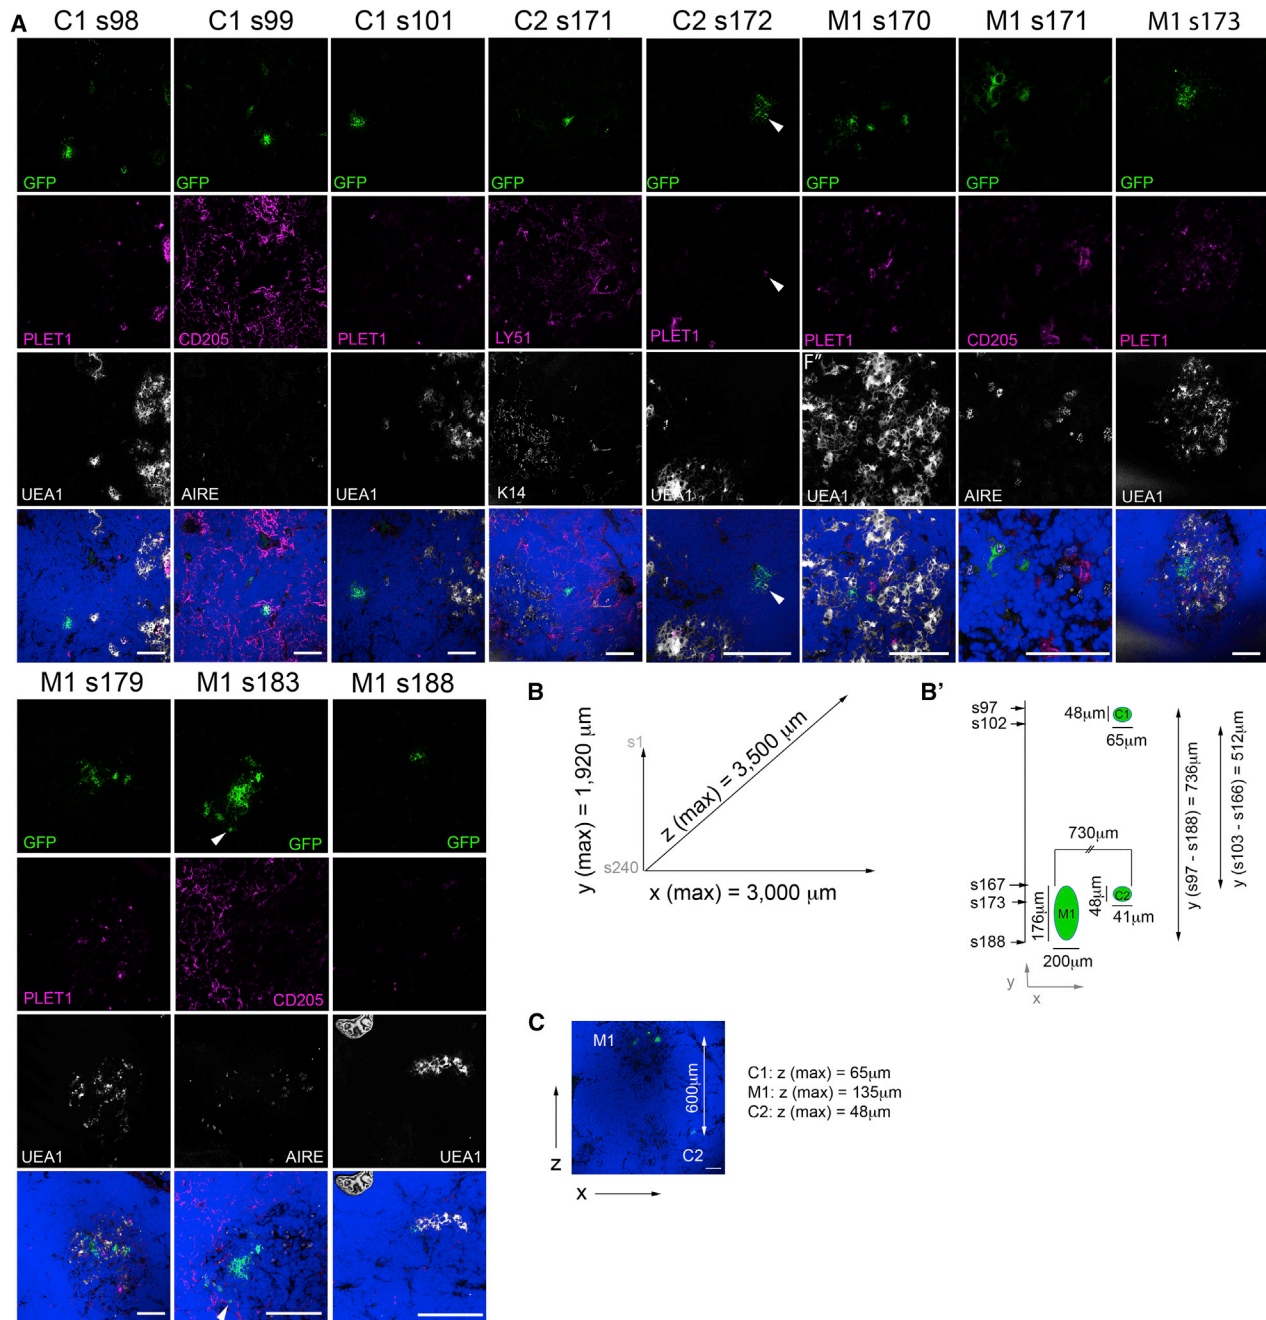 A
C1 s98
C1 s99
C1 s101
C2 s171
C2 s172
M1 s170
M1 s171
M1 s173
GFP
GFP
GFP
GFP
GFP
GFP
GFP
GFP
PLET1
CD205
PLET1
LY51
PLET1
PLET1
CD205
PLET1
F″
UEA1
AIRE
UEA1
K14
UEA1
UEA1
AIRE
UEA1
M1 s179
M1 s183
M1 s188
GFP
GFP
GFP
PLET1
CD205
UEA1
AIRE
UEA1
B
s1
s240
y (max) = 1,920 μm
z (max) = 3,500 μm
x (max) = 3,000 μm
B’
s97
s102
48μm
C1
65μm
730μm
s167
s173
s188
176μm
M1
200μm
48μm
C2
41μm
y (s97 - s188) = 736μm
y (s103 - s166) = 512μm
y
x
C
M1
600μm
C2
z
x
C1: z (max) = 65μm
M1: z (max) = 135μm
C2: z (max) = 48μm